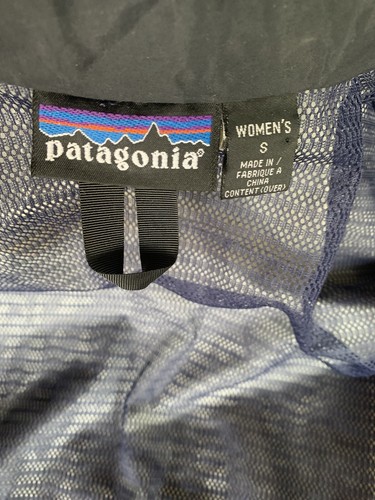 patagonia®
WOMEN'S
S
MADE IN /
FABRIQUE A
CHINA
CONTENT (OVER)